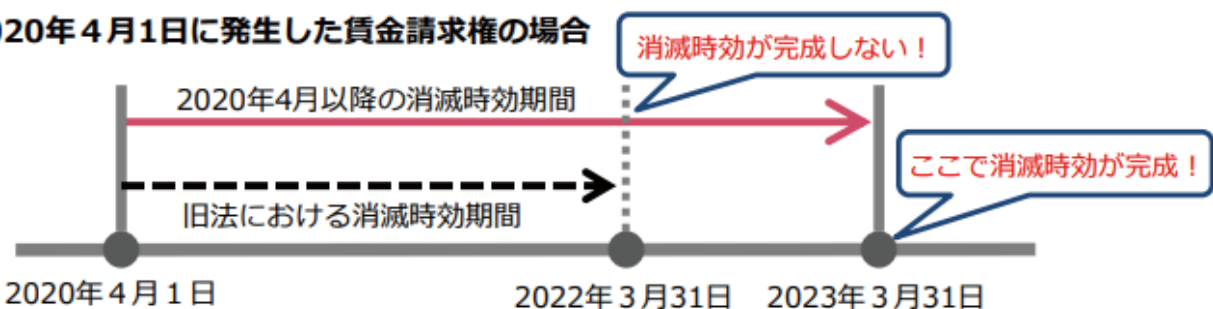 020年４月1日に発生した賃金請求権の場合
消滅時効が完成しない！
2020年4月以降の消滅時効期間
ここで消滅時効が完成！
旧法における消滅時効期間
2020年４月１日
2022年３月31日
2023年３月31日